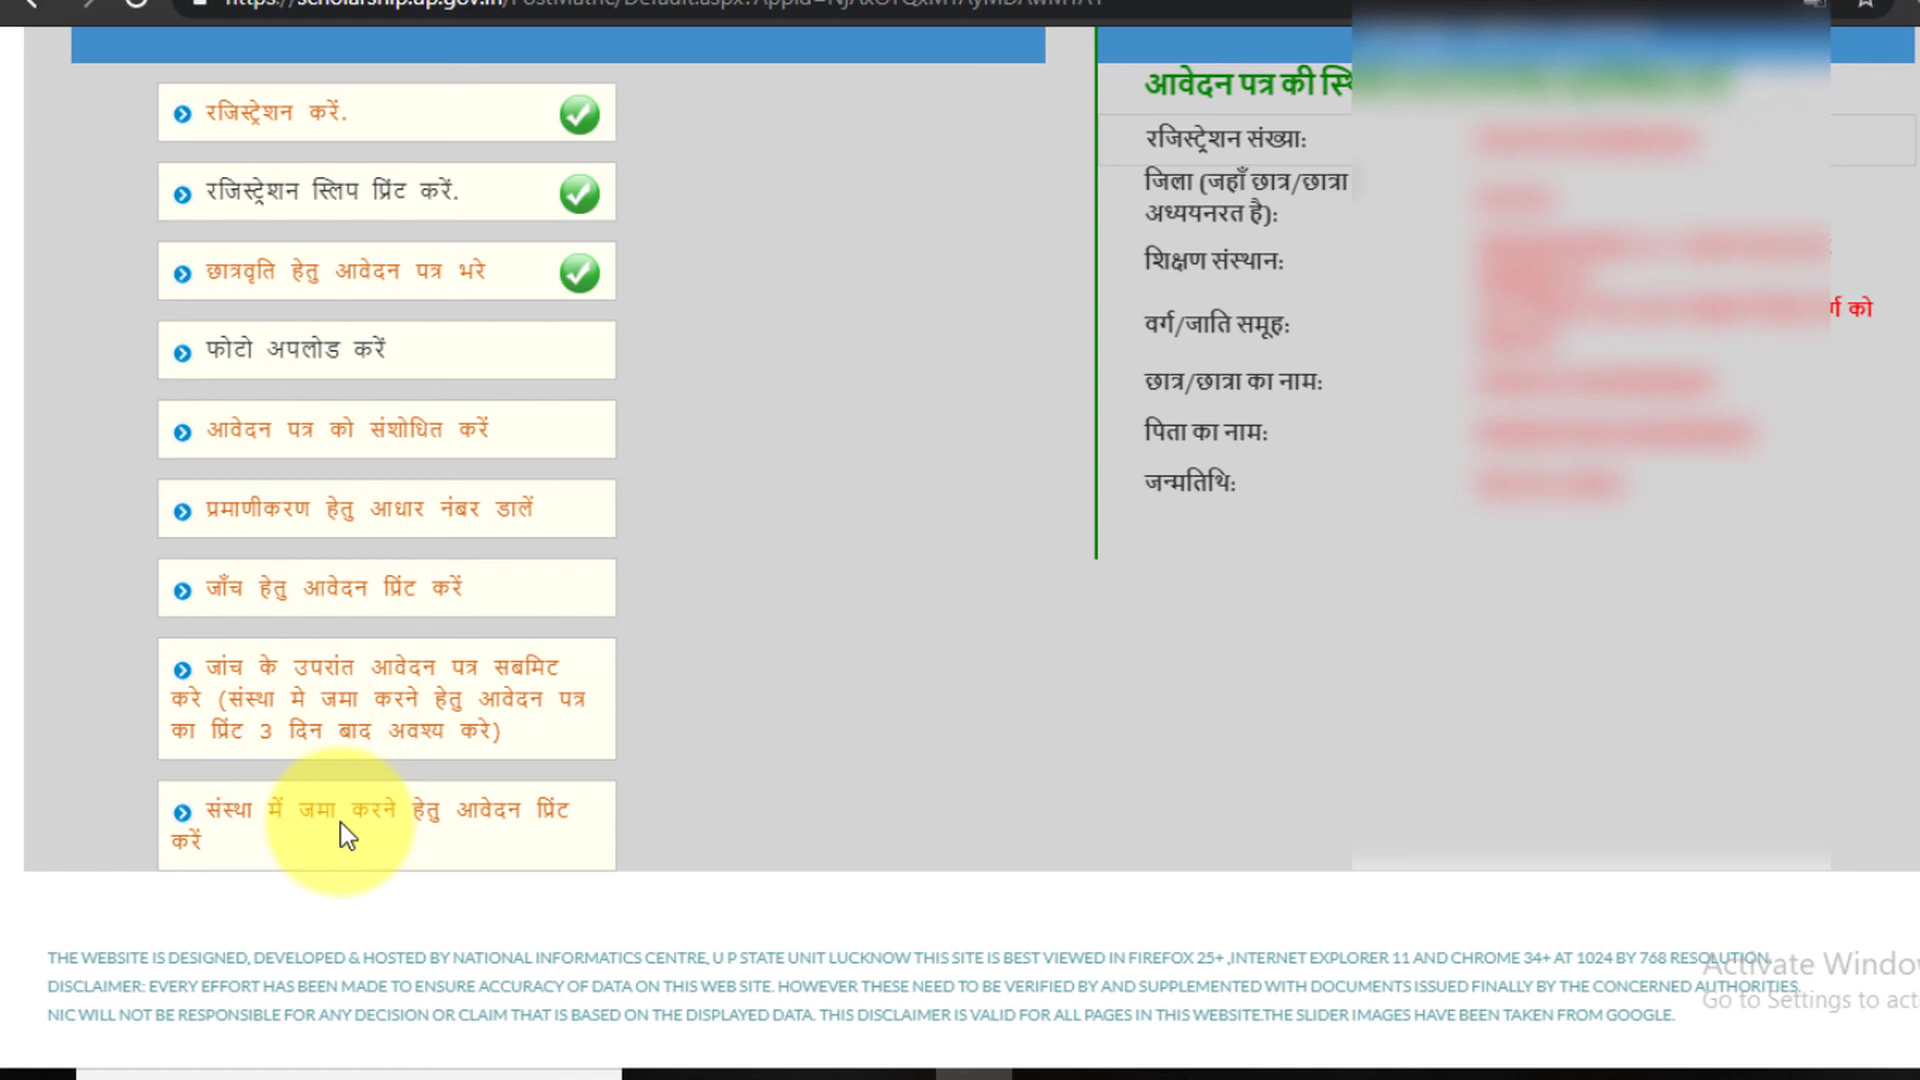 रजिस्ट्रेशन करें.
रजिस्ट्रेशन स्लिप प्रिंट करें.
छात्रवृति हेतु आवेदन पत्र भरे
फोटो अपलोड करें
आवेदन पत्र को संशोधित करें
प्रमाणीकरण हेतु आधार नंबर डालें
जाँच हेतु आवेदन प्रिंट करें
जांच के उपरांत आवेदन पत्र सबमिट
करे (संस्था मे जमा करने हेतु आवेदन पत्र
का प्रिंट 3 दिन बाद अवश्य करे)
संस्था में जमा करने हेतु आवेदन प्रिंट
करें
आवेदन पत्र की
रजिस्ट्रेशन संख्या:
जिला (जहाँ छात्र/छात्रा
अध्ययनरत है):
शिक्षण संस्थान:
वर्ग/जाति समूह:
को
छात्र/छात्रा का नाम:
पिता का नाम:
जन्मतिथि:
THE WEBSITE IS DESIGNED, DEVELOPED & HOSTED BY NATIONAL INFORMATICS CENTRE, U P STATE UNIT LUCKNOW THIS SITE IS BEST VIEWED IN FIREFOX 25+ ,INTERNET EXPLORER 11 AND CHROME 34+ AT 1024 BY 768 RESOLUTION.
DISCLAIMER: EVERY EFFORT HAS BEEN MADE TO ENSURE ACCURACY OF DATA ON THIS WEB SITE. HOWEVER THESE NEED TO BE VERIFIED BY AND SUPPLEMENTED WITH DOCUMENTS ISSUED FINALLY BY THE CONCERNED AUTHORITIES.
NIC WILL NOT BE RESPONSIBLE FOR ANY DECISION OR CLAIM THAT IS BASED ON THE DISPLAYED DATA. THIS DISCLAIMER IS VALID FOR ALL PAGES IN THIS WEBSITE.THE SLIDER IMAGES HAVE BEEN TAKEN FROM GOOGLE.
Activate Windo
Go to Settings to acti